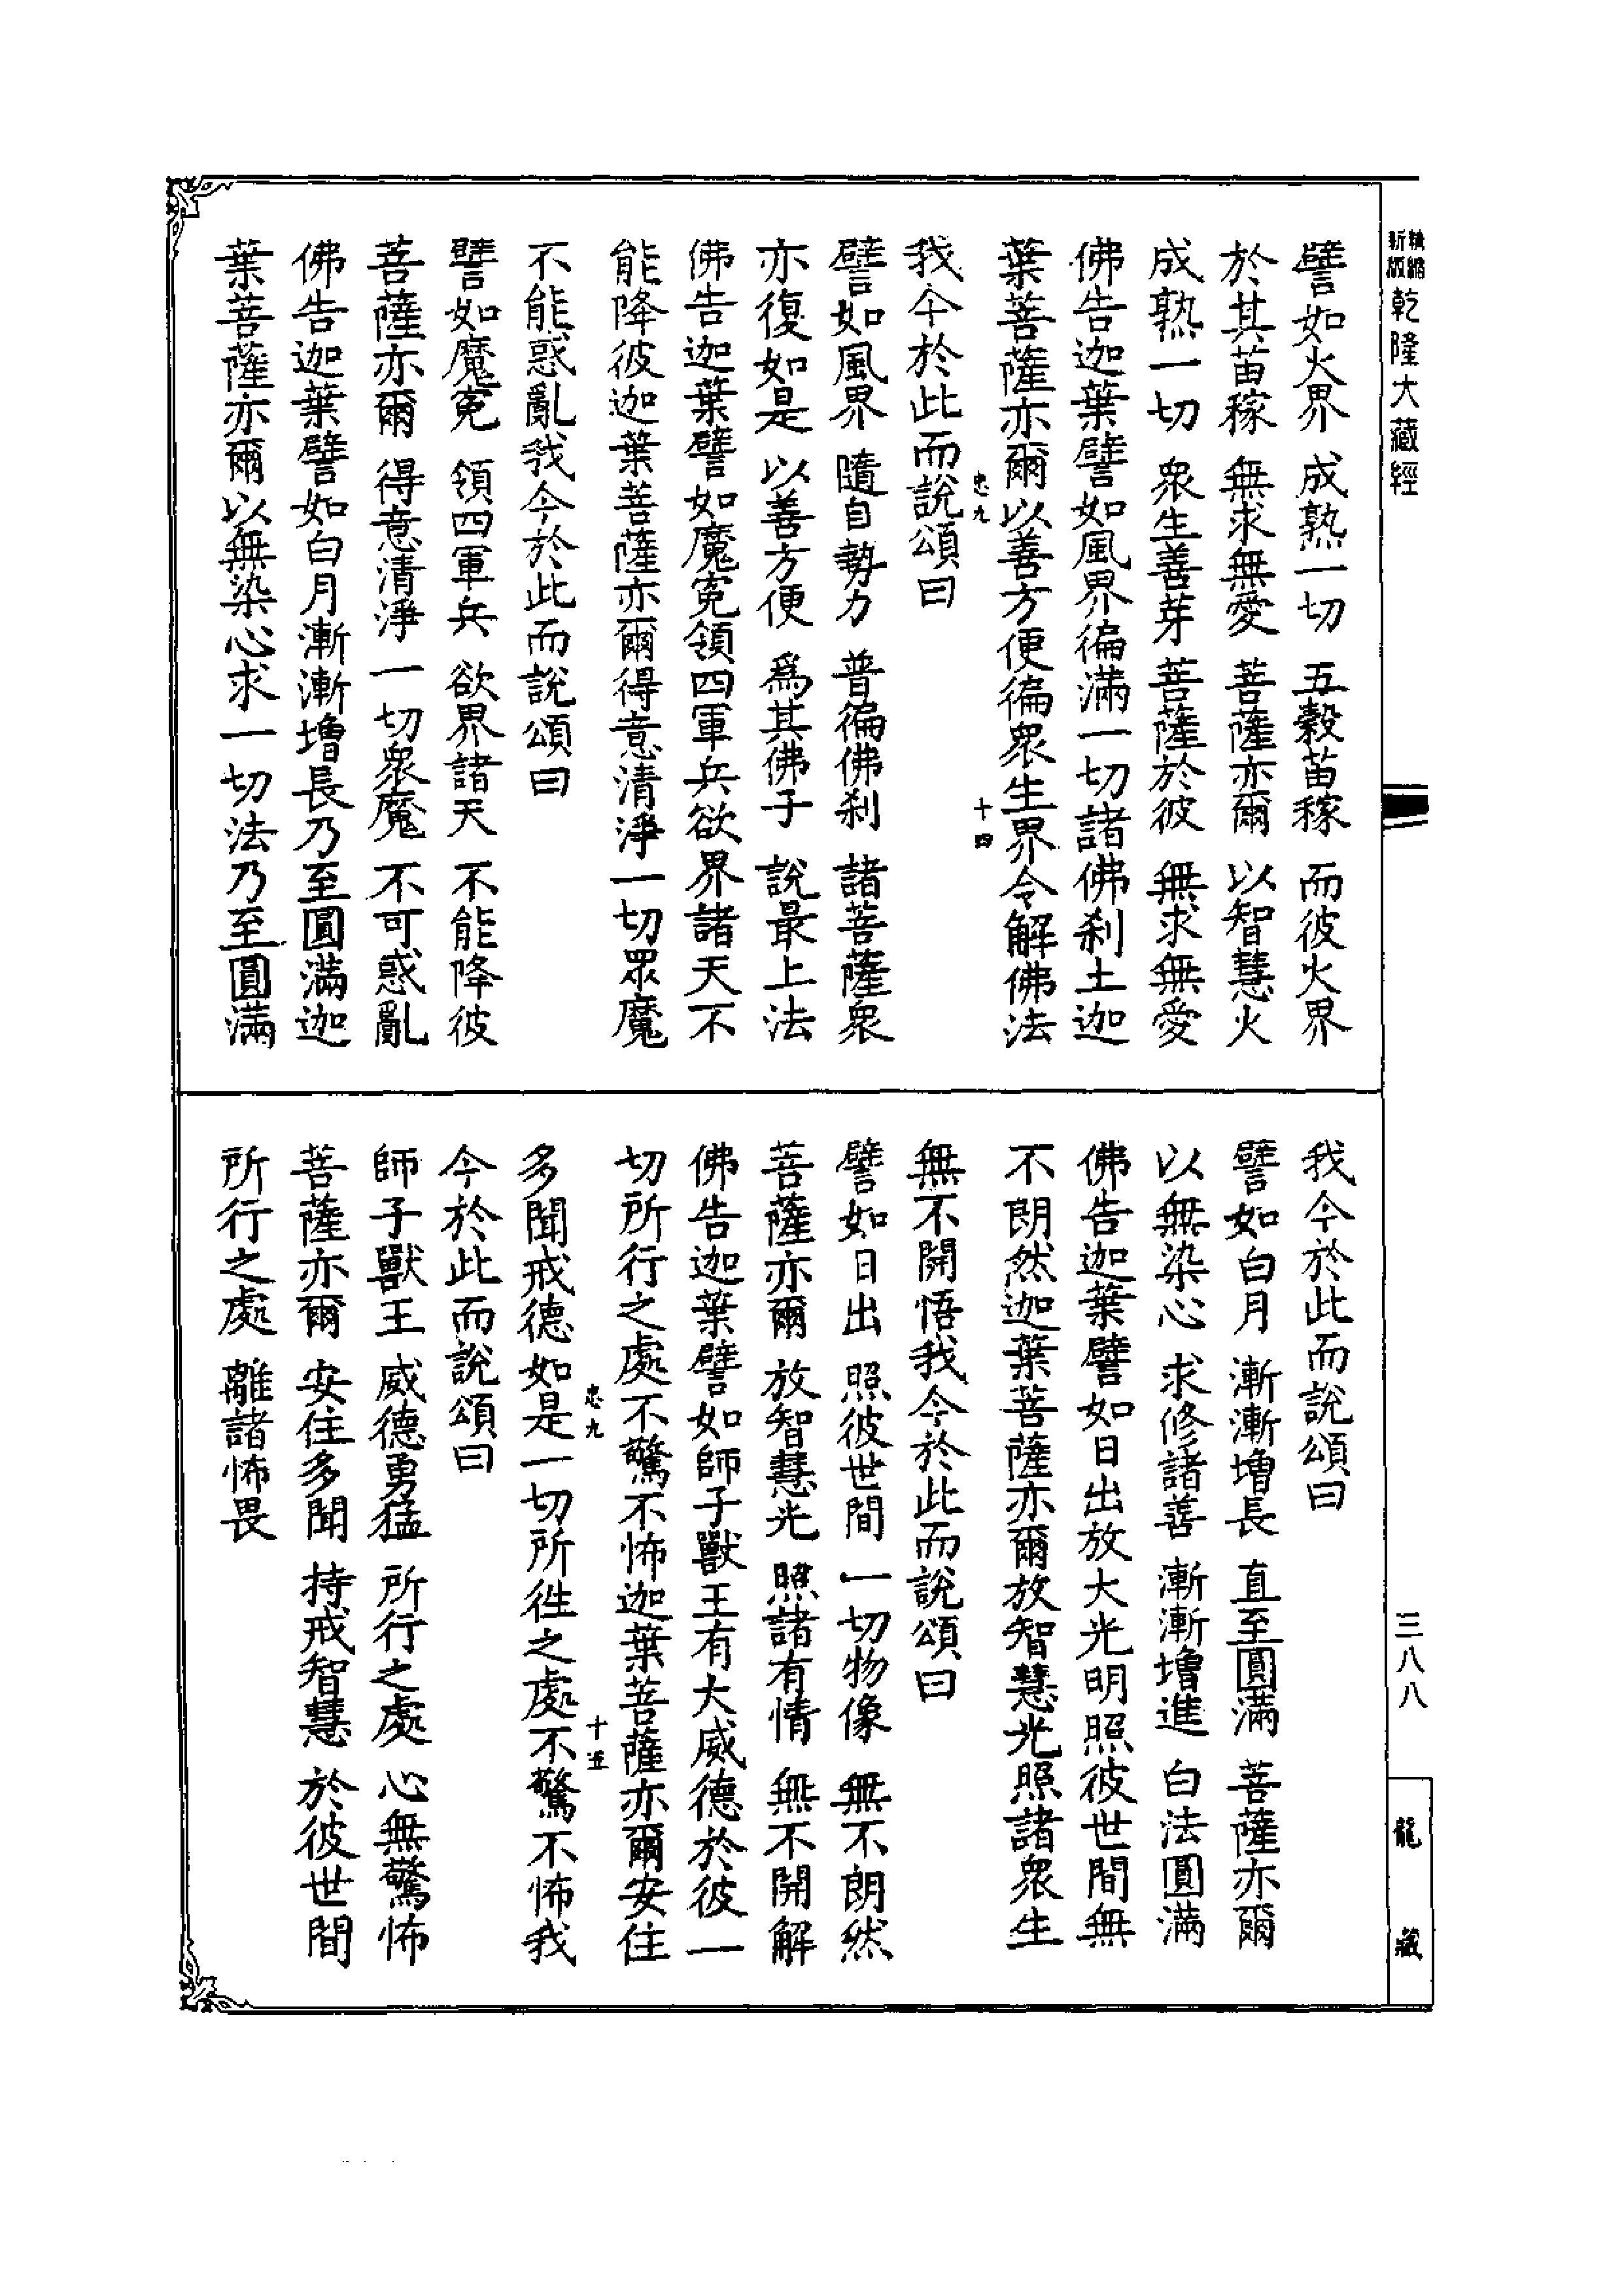 精縮新版乾隆大藏經
譬如火界　成熟一切　五穀苗稼　而彼火界
於其苗稼　無求無愛　菩薩亦爾　以智慧火
成熟一切　衆生善芽　菩薩於彼　無求無愛
佛告迦葉譬如風界徧滿一切諸佛刹土迦
葉菩薩亦爾以善方便徧衆生界令解佛法
忠九　十四
我今於此而說頌曰
譬如風界　隨自勢力　普徧佛刹　諸菩薩衆
亦復如是　以善方便　爲其佛子　說最上法
佛告迦葉譬如魔寃領四軍兵欲界諸天不
能降彼迦葉菩薩亦爾得意清淨一切眾魔
不能惑亂我今於此而說頌曰
譬如魔寃　領四軍兵　欲界諸天　不能降彼
菩薩亦爾　得意清淨　一切衆魔　不可惑亂
佛告迦葉譬如白月漸漸增長乃至圓滿迦
葉菩薩亦爾以無染心求一切法乃至圓滿
我今於此而說頌曰
譬如白月　漸漸增長　直至圓滿　菩薩亦爾
以無染心　求修諸善　漸漸增進　白法圓滿
佛告迦葉譬如日出放大光明照彼世間無
不朗然迦葉菩薩亦爾放智慧光照諸衆生
無不開悟我今於此而說頌曰
譬如日出　照彼世間　一切物像　無不朗然
菩薩亦爾　放智慧光　照諸有情　無不開解
佛告迦葉譬如師子獸王有大威德於彼一
切所行之處不驚不怖迦葉菩薩亦爾安住
忠九　十五
多聞戒德如是一切所徃之處不驚不怖我
今於此而說頌曰
師子獸王　威德勇猛　所行之處　心無驚怖
菩薩亦爾　安住多聞　持戒智慧　於彼世間
所行之處　離諸怖畏
三八八
龍藏